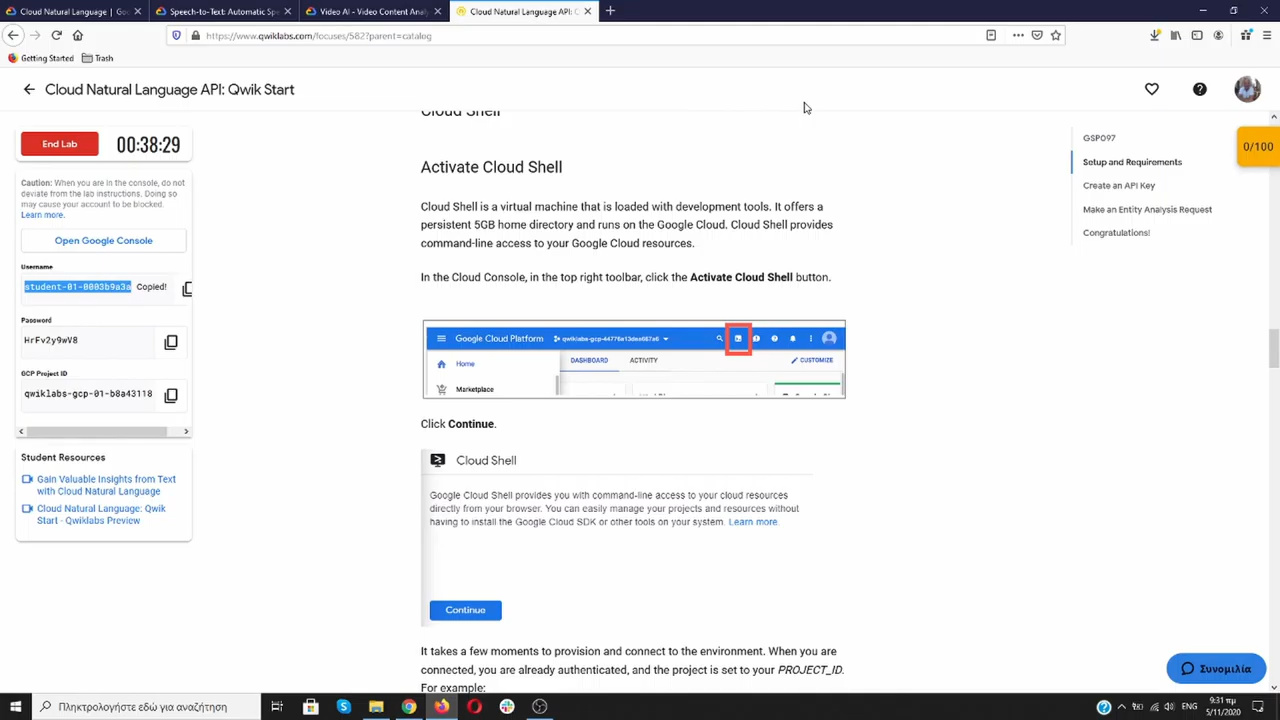 Cloud Natural Language | Goo
Speech-to-Text: Automatic Spe
Video AI - Video Content Analy
Cloud Natural Language API: Q
https://www.qwiklabs.com/focuses/582?parent=catalog
Getting Started
Trash
Cloud Natural Language API: Qwik Start
End Lab
00:38:29
Caution: When you are in the console, do not
deviate from the lab instructions. Doing so
may cause your account to be blocked.
Learn more.
Open Google Console
Username
student-01-0003b9a3a
Copied!
Password
HrFv2y9wV8
GCP Project ID
qwiklabs-gcp-01-b8a43118
Student Resources
Gain Valuable Insights from Text
with Cloud Natural Language
Cloud Natural Language: Qwik
Start - Qwiklabs Preview
Cloud Shell
Activate Cloud Shell
Cloud Shell is a virtual machine that is loaded with development tools. It offers a
persistent 5GB home directory and runs on the Google Cloud. Cloud Shell provides
command-line access to your Google Cloud resources.
In the Cloud Console, in the top right toolbar, click the Activate Cloud Shell button.
Google Cloud Platform
qwiklabs-gcp-44776a13dea667a6
Home
DASHBOARD
ACTIVITY
CUSTOMIZE
Marketplace
Click Continue.
Cloud Shell
Google Cloud Shell provides you with command-line access to your cloud resources
directly from your browser. You can easily manage your projects and resources without
having to install the Google Cloud SDK or other tools on your system. Learn more.
Continue
It takes a few moments to provision and connect to the environment. When you are
connected, you are already authenticated, and the project is set to your PROJECT_ID.
For example:
GSP097
Setup and Requirements
Create an API Key
Make an Entity Analysis Request
Congratulations!
0/100
Συνομιλία
Πληκτρολογήστε εδώ για αναζήτηση
ΕΝΗ
9:31 πμ
5/11/2020